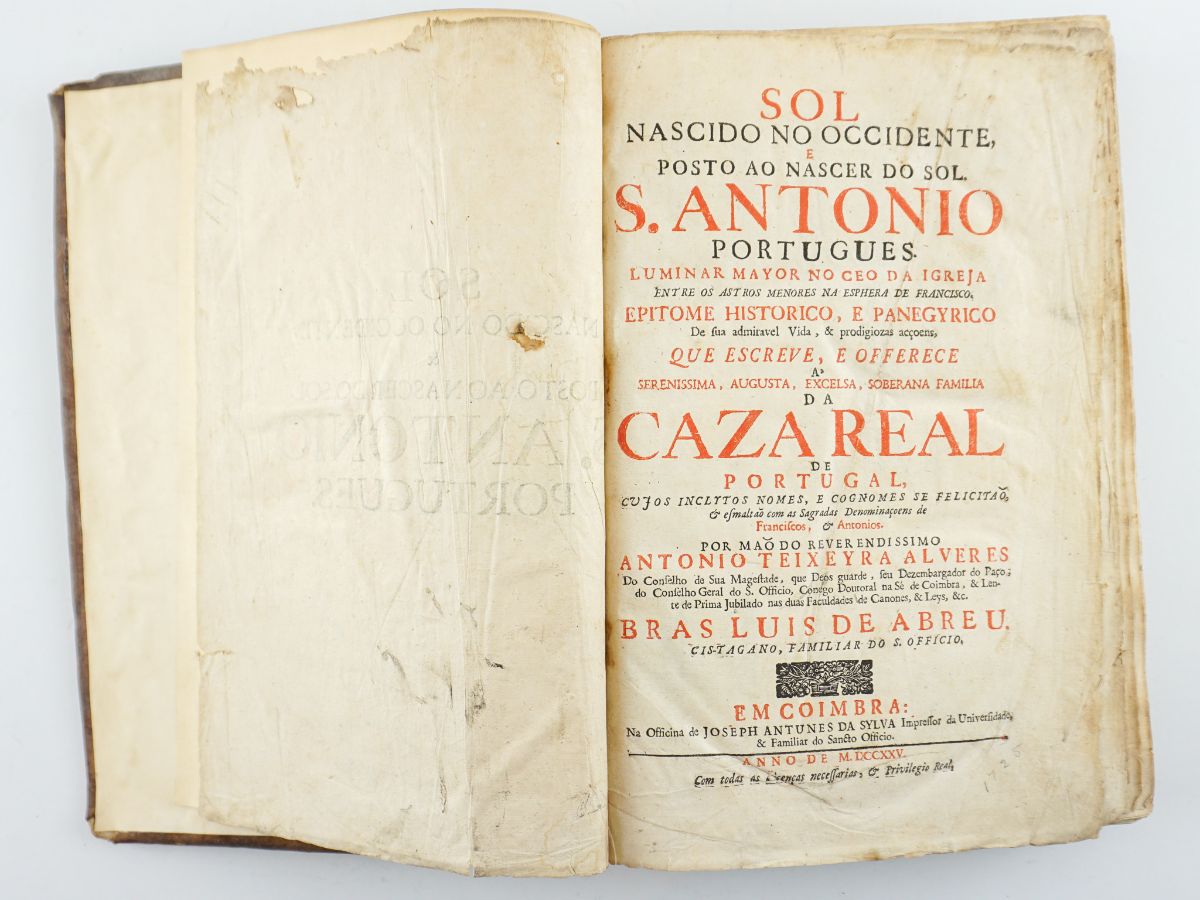 SOL
NASCIDO NO OCCIDENTE,
E
POSTO AO NASCER DO SOL.
S. ANTONIO
PORTUGUES.
LUMINAR MAYOR NO CEO DA IGREJA
ENTRE OS ASTROS MENORES NA ESPHERA DE FRANCISCO,
EPITOME HISTORICO, E PANEGYRICO
De sua admiravel Vida, & prodigiozas acçoens,
QUE ESCREVE, E OFFERECE
A'
SERENISSIMA, AUGUSTA, EXCELSA, SOBERANA FAMILIA
DA
CAZA REAL
DE
PORTUGAL,
CUJOS INCLYTOS NOMES, E COGNOMES SE FELICITAÕ,
& esmaltaõ com as Sagradas Denominaçoens de
Franciscos, & Antonios.
POR MAÕ DO REVERENDISSIMO
ANTONIO TEIXEYRA ALVERES
Do Conselho de Sua Magestade, que Deos guarde, seu Dezembargador do Paço,
do Conselho Geral do S. Officio, Conego Doutoral na Sé de Coimbra, & Len-
te de Prima Jubilado nas duas Faculdades de Canones, & Leys, &c.
BRAS LUIS DE ABREU.
CIS-TAGANO, FAMILIAR DO S. OFFICIO,
EM COIMBRA:
Na Officina de JOSEPH ANTUNES DA SYLVA Impressor da Universidade,
& Familiar do Sancto Officio.
ANNO DE M.DCCXXV.
Com todas as licenças necessarias, & Privilegio Real,
1725